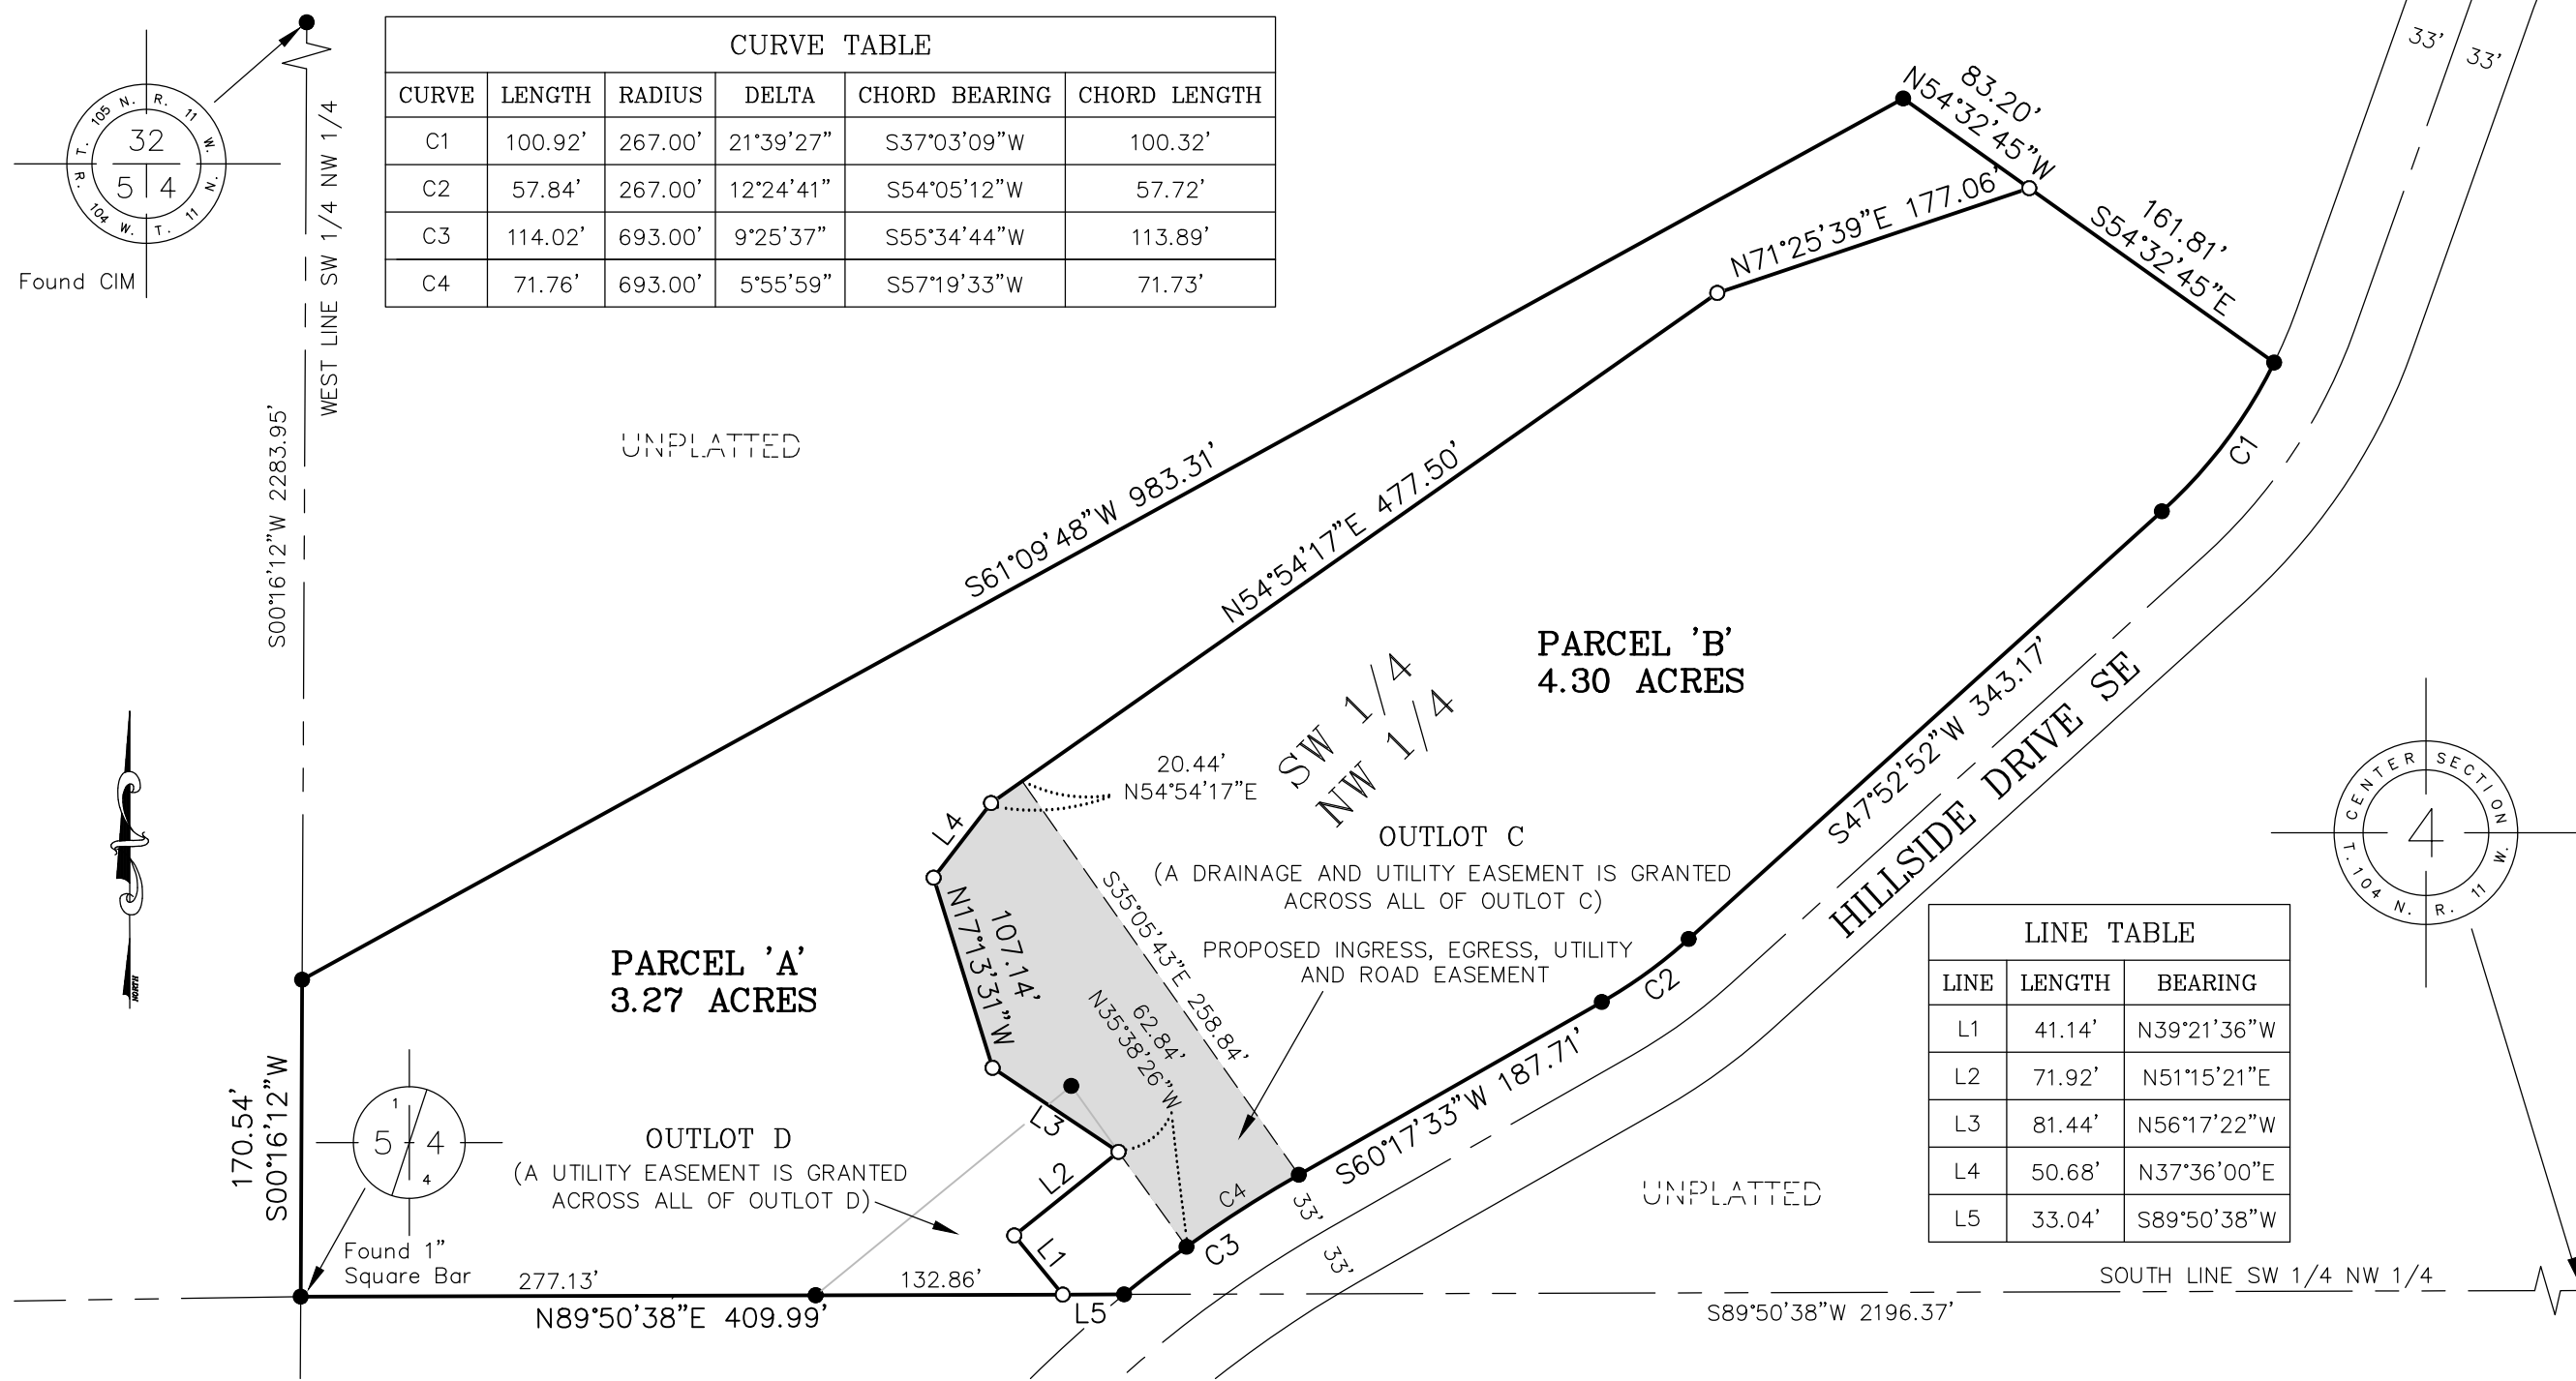 CURVE TABLE
CURVE LENGTH RADIUS DELTA CHORD BEARING CHORD LENGTH
C1 100.92' 267.00' 21°39'27" S37°03'09"W 100.32'
C2 57.84' 267.00' 12°24'41" S54°05'12"W 57.72'
C3 114.02' 693.00' 9°25'37" S55°34'44"W 113.89'
C4 71.76' 693.00' 5°55'59" S57°19'33"W 71.73'
T. 105 N. R. 11 W.
32
5 4
R. 104 W. T. 11 N.
Found CIM
WEST LINE SW 1/4 NW 1/4
S00°16'12"W 2283.95'
UNPLATTED
33'
33'
83.20'
N54°32'45"W
N71°25'39"E 177.06'
161.81'
S54°32'45"E
C1
S61°09'48"W 983.31'
N54°54'17"E 477.50'
PARCEL 'B'
4.30 ACRES
SW 1/4
NW 1/4
S47°52'52"W 343.17'
HILLSIDE DRIVE SE
20.44'
N54°54'17"E
OUTLOT C
(A DRAINAGE AND UTILITY EASEMENT IS GRANTED
ACROSS ALL OF OUTLOT C)
PROPOSED INGRESS, EGRESS, UTILITY
AND ROAD EASEMENT
L4
107.14'
N17°13'31"W
S35°05'43"E 258.84'
62.84'
N35°38'26"W
C2
S60°17'33"W 187.71'
CENTER SECTION
4
T. 104 N. R. 11 W.
NORTH
PARCEL 'A'
3.27 ACRES
170.54'
S00°16'12"W
1
5 4
4
Found 1"
Square Bar
OUTLOT D
(A UTILITY EASEMENT IS GRANTED
ACROSS ALL OF OUTLOT D)
L3
L2
L1
C4
C3
33'
33'
277.13'
132.86'
N89°50'38"E 409.99'
L5
UNPLATTED
LINE TABLE
LINE LENGTH BEARING
L1 41.14' N39°21'36"W
L2 71.92' N51°15'21"E
L3 81.44' N56°17'22"W
L4 50.68' N37°36'00"E
L5 33.04' S89°50'38"W
SOUTH LINE SW 1/4 NW 1/4
S89°50'38"W 2196.37'